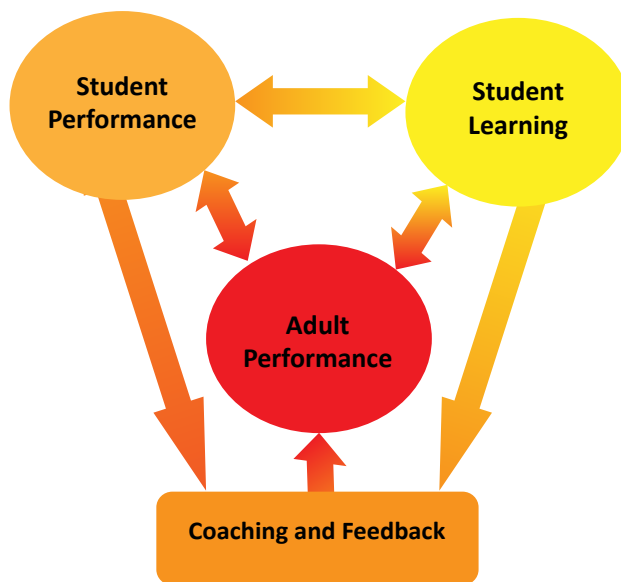 Student
Performance
Student
Learning
Adult
Performance
Coaching and Feedback